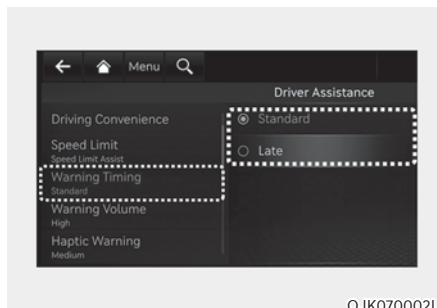 Menu
Driver Assistance
Driving Convenience
Speed Limit
Speed Limit Assist
Warning Timing
Standard
Warning Volume
High
Haptic Warning
Medium
Standard
Late
OJK070002L